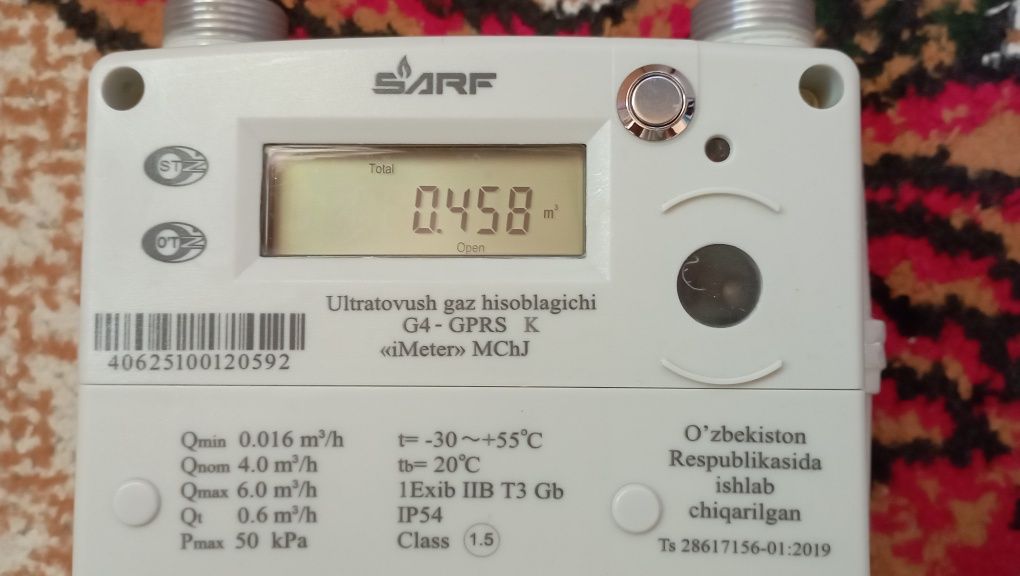 SARF
ST
O'.T.
Total
0.458 m³
Open
Ultratovush gaz hisoblagichi
G4 - GPRS K
«iMeter» MChJ
40625100120592
Qmin 0.016 m³/h
Qnom 4.0 m³/h
Qmax 6.0 m³/h
Qt 0.6 m³/h
Pmax 50 kPa
t= -30~+55°C
tb= 20°C
1Exib IIB T3 Gb
IP54
Class 1.5
O'zbekiston
Respublikasida
ishlab
chiqarilgan
Ts 28617156-01:2019